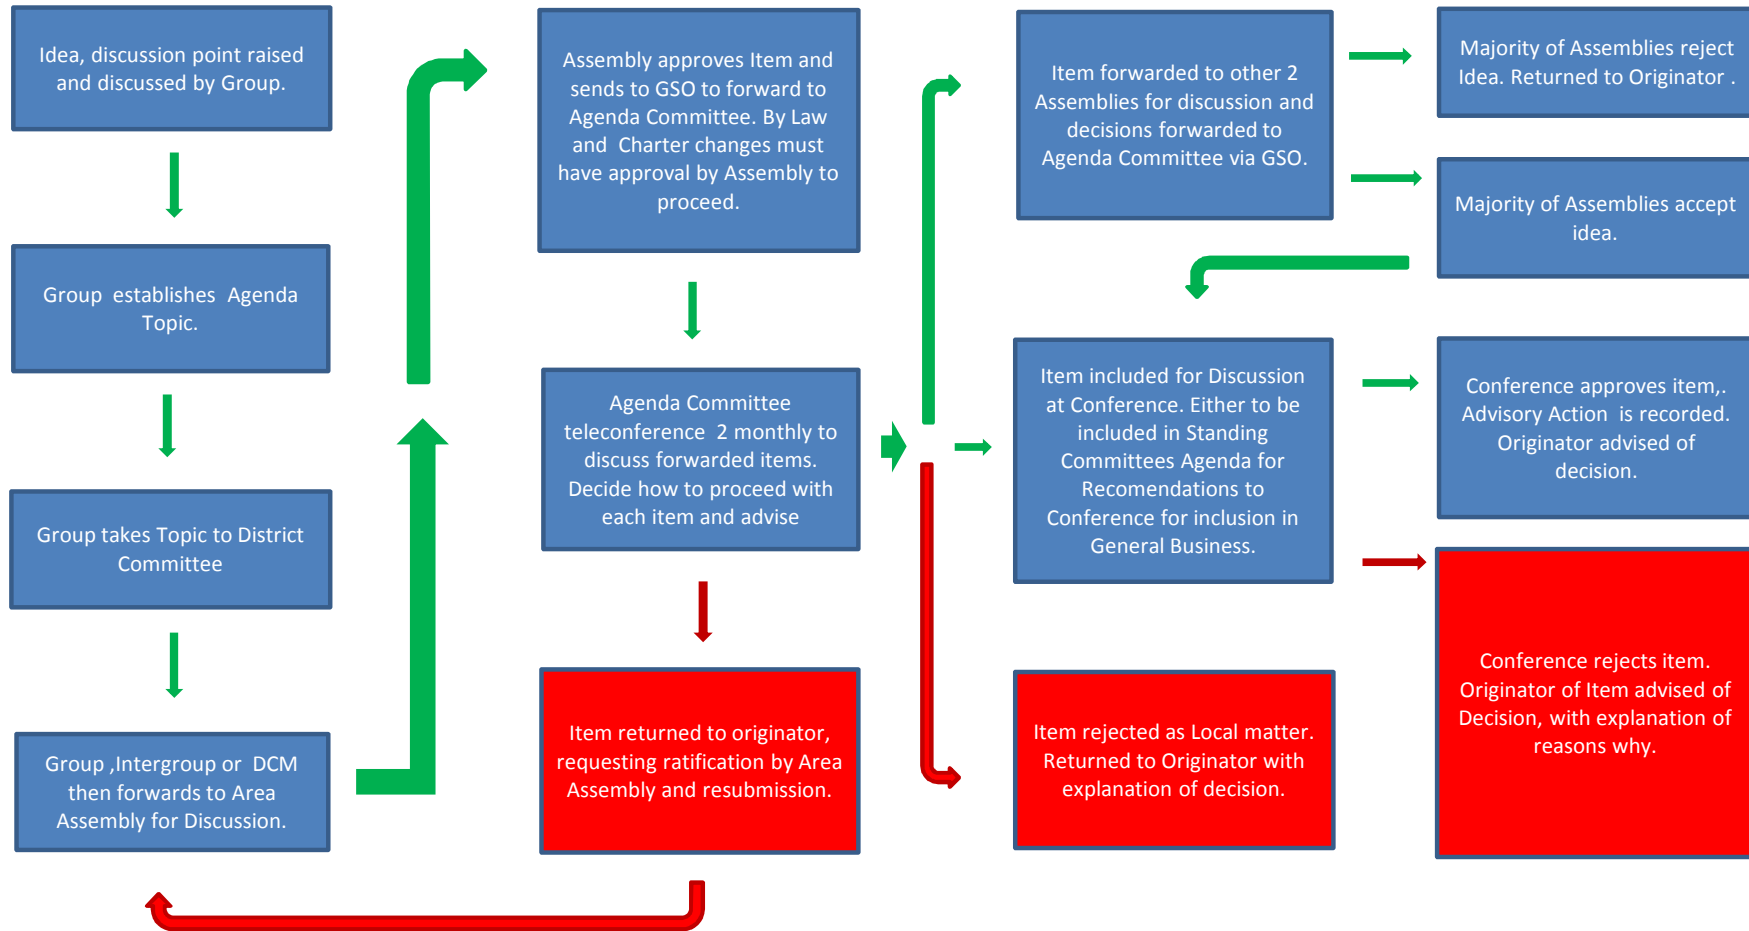 Idea, discussion point raised
and discussed by Group.
Group establishes Agenda
Topic.
Group takes Topic to District
Committee
Group ,Intergroup or DCM
then forwards to Area
Assembly for Discussion.
Assembly approves Item and
sends to GSO to forward to
Agenda Committee. By Law
and Charter changes must
have approval by Assembly to
proceed.
Agenda Committee
teleconference 2 monthly to
discuss forwarded items.
Decide how to proceed with
each item and advise
Item returned to originator,
requesting ratification by Area
Assembly and resubmission.
Item forwarded to other 2
Assemblies for discussion and
decisions forwarded to
Agenda Committee via GSO.
Item included for Discussion
at Conference. Either to be
included in Standing
Committees Agenda for
Recomendations to
Conference for inclusion in
General Business.
Item rejected as Local matter.
Returned to Originator with
explanation of decision.
Majority of Assemblies reject
Idea. Returned to Originator .
Majority of Assemblies accept
idea.
Conference approves item,.
Advisory Action is recorded.
Originator advised of
decision.
Conference rejects item.
Originator of Item advised of
Decision, with explanation of
reasons why.